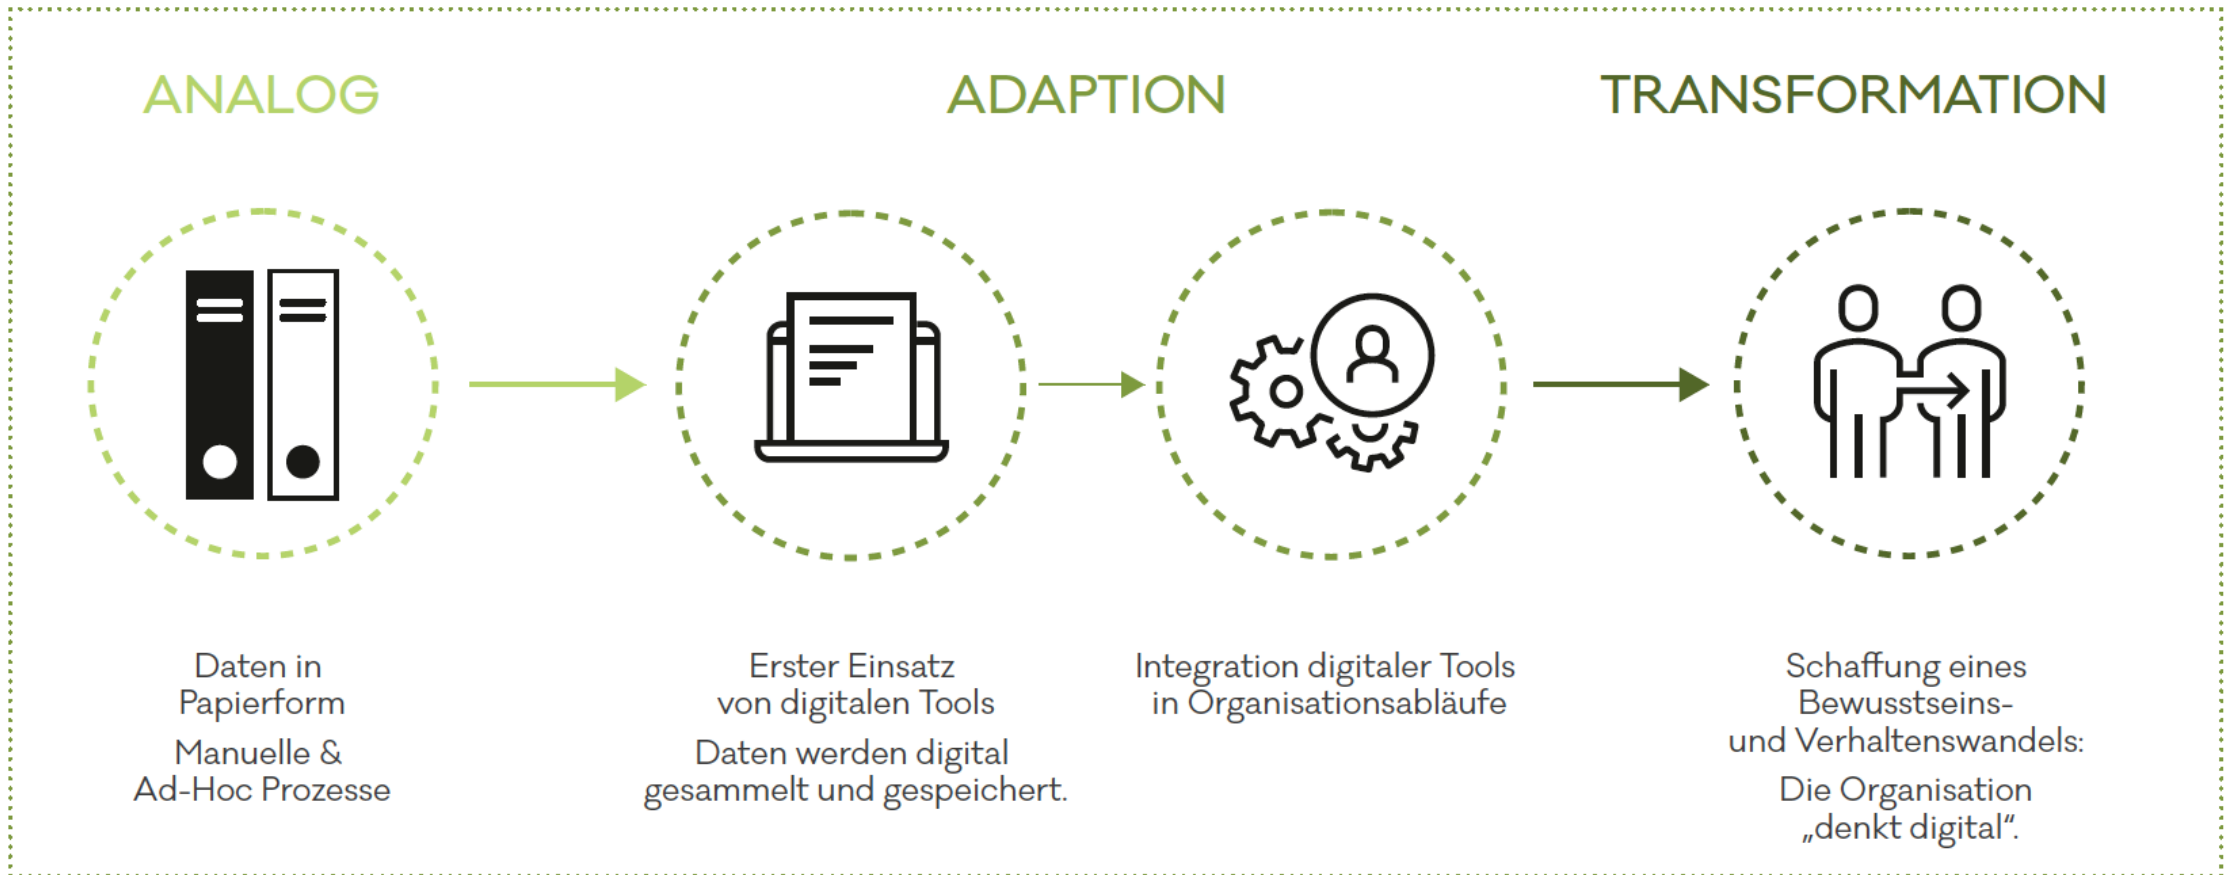 ANALOG
ADAPTION
TRANSFORMATION
Daten in
Papierform
Manuelle &
Ad-Hoc Prozesse
Erster Einsatz
von digitalen Tools
Daten werden digital
gesammelt und gespeichert.
Integration digitaler Tools
in Organisationsabläufe
Schaffung eines
Bewusstseins-
und Verhaltenswandels:
Die Organisation
„denkt digital“.